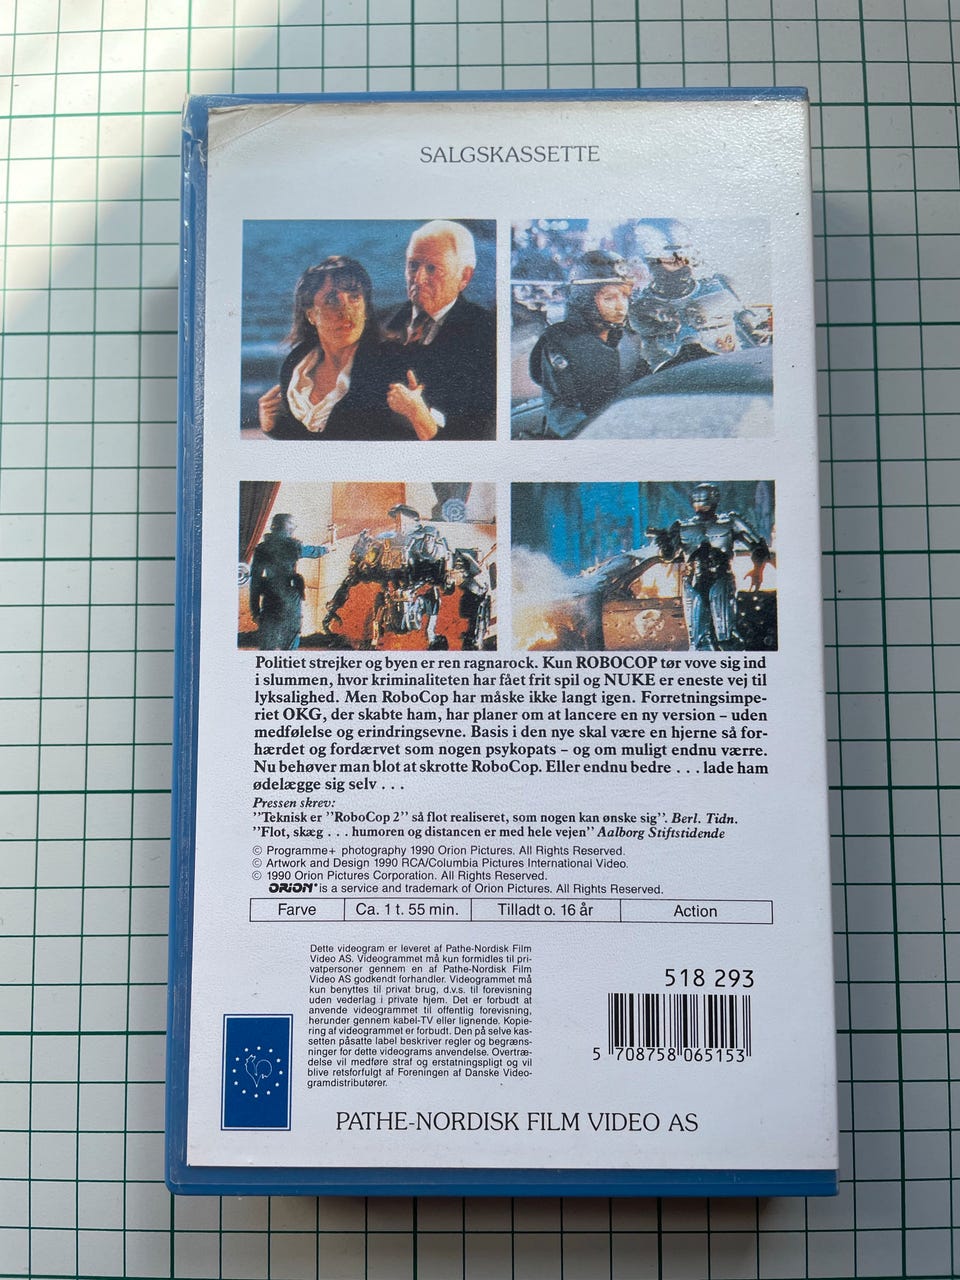 SALGSKASSETTE
Politiet strejker og byen er ren ragnarock. Kun ROBOCOP tør vove sig ind
i slummen, hvor kriminaliteten har fået frit spil og NUKE er eneste vej til
lyksalighed. Men RoboCop har måske ikke langt igen. Forretningsimpe-
riet OKG, der skabte ham, har planer om at lancere en ny version – uden
medfølelse og erindringsevne. Basis i den nye skal være en hjerne så for-
hærdet og fordærvet som nogen psykopats – og om muligt endnu værre.
Nu behøver man blot at skrotte RoboCop. Eller endnu bedre . . . lade ham
ødelægge sig selv . . .
Pressen skrev:
”Teknisk er ”RoboCop 2” så flot realiseret, som nogen kan ønske sig”. Berl. Tidn.
”Flot, skæg . . . humoren og distancen er med hele vejen” Aalborg Stiftstidende
© Programme+ photography 1990 Orion Pictures. All Rights Reserved.
© Artwork and Design 1990 RCA/Columbia Pictures International Video.
© 1990 Orion Pictures Corporation. All Rights Reserved.
ORION® is a service and trademark of Orion Pictures. All Rights Reserved.
Farve Ca. 1 t. 55 min. Tilladt o. 16 år Action
Dette videogram er leveret af Pathe-Nordisk Film
Video AS. Videogrammet må kun formidles til pri-
vatpersoner gennem en af Pathe-Nordisk Film
Video AS godkendt forhandler. Videogrammet må
kun benyttes til privat brug, d.v.s. til forevisning
uden vederlag i private hjem. Det er forbudt at
anvende videogrammet til offentlig forevisning,
herunder gennem kabel-TV eller lignende. Kopie-
ring af videogrammet er forbudt. Den på selve kas-
setten påsatte label beskriver regler og begræns-
ninger for dette videograms anvendelse. Overtræ-
delse vil medføre straf og erstatningspligt og vil
blive retsforfulgt af Foreningen af Danske Video-
gramdistributører.
518 293
5 708758 065153
PATHE-NORDISK FILM VIDEO AS